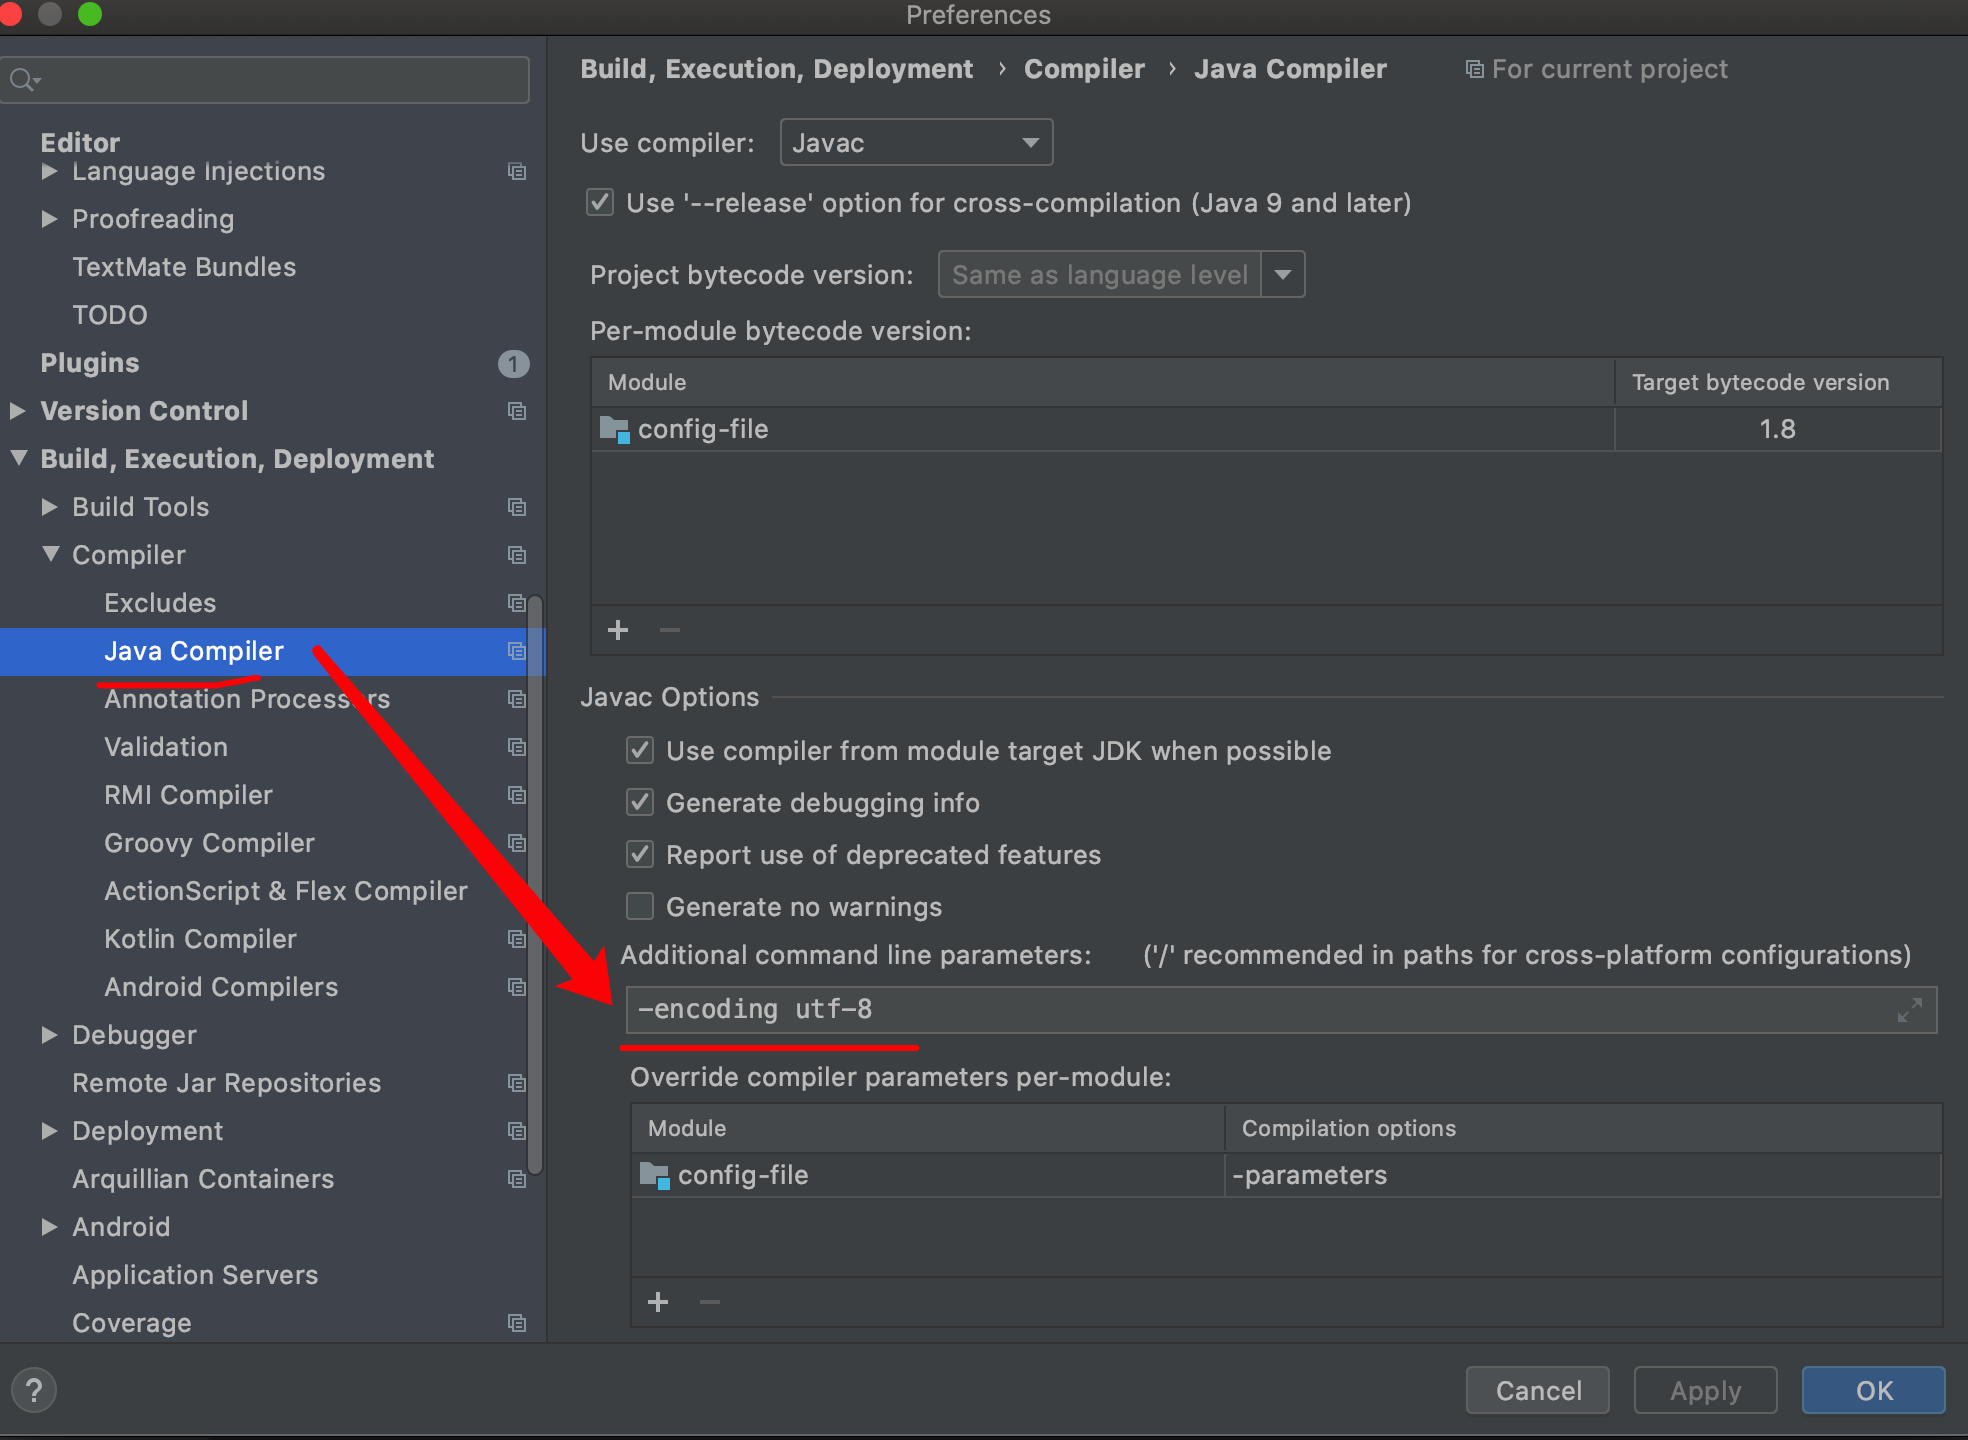 Preferences
Editor
Language Injections
Proofreading
TextMate Bundles
TODO
Plugins 1
Version Control
Build, Execution, Deployment
Build Tools
Compiler
Excludes
Java Compiler
Annotation Processors
Validation
RMI Compiler
Groovy Compiler
ActionScript & Flex Compiler
Kotlin Compiler
Android Compilers
Debugger
Remote Jar Repositories
Deployment
Arquillian Containers
Android
Application Servers
Coverage
?
Build, Execution, Deployment › Compiler › Java Compiler For current project
Use compiler: Javac
Use '--release' option for cross-compilation (Java 9 and later)
Project bytecode version: Same as language level
Per-module bytecode version:
Module Target bytecode version
config-file 1.8
+ −
Javac Options
Use compiler from module target JDK when possible
Generate debugging info
Report use of deprecated features
Generate no warnings
Additional command line parameters: ('/' recommended in paths for cross-platform configurations)
-encoding utf-8
Override compiler parameters per-module:
Module Compilation options
config-file -parameters
+ −
Cancel Apply OK